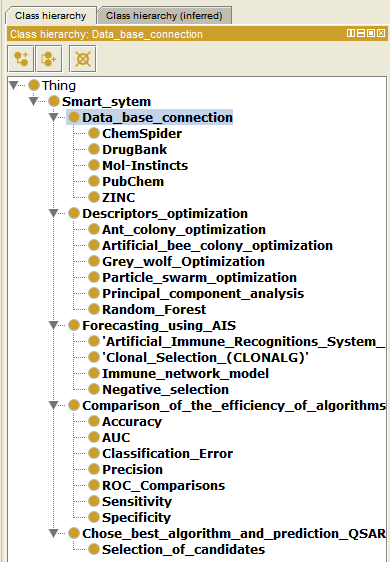 Class hierarchy
Class hierarchy (inferred)
Class hierarchy: Data_base_connection
Thing
Smart_sytem
Data_base_connection
ChemSpider
DrugBank
Mol-Instincts
PubChem
ZINC
Descriptors_optimization
Ant_colony_optimization
Artificial_bee_colony_optimization
Grey_wolf_Optimization
Particle_swarm_optimization
Principal_component_analysis
Random_Forest
Forecasting_using_AIS
'Artificial_Immune_Recognitions_System_
'Clonal_Selection_(CLONALG)'
Immune_network_model
Negative_selection
Comparison_of_the_efficiency_of_algorithms
Accuracy
AUC
Classification_Error
Precision
ROC_Comparisons
Sensitivity
Specificity
Chose_best_algorithm_and_prediction_QSAR
Selection_of_candidates